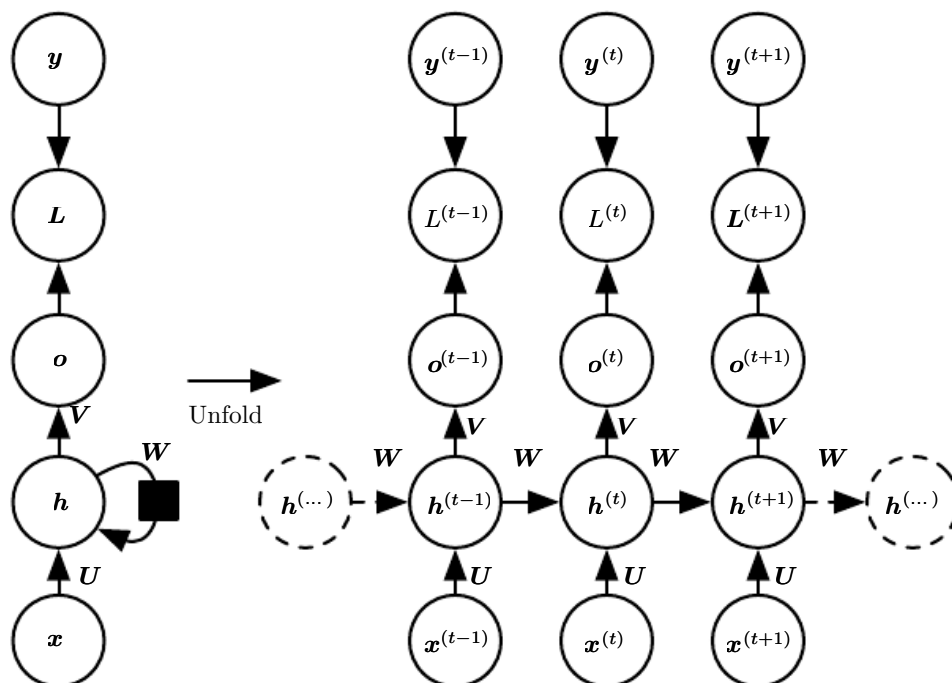 y y^(t−1) y^(t) y^(t+1)
L L^(t−1) L^(t) L^(t+1)
o o^(t−1) o^(t) o^(t+1)
Unfold
V V V V
W W W W W
h h^(...) h^(t−1) h^(t) h^(t+1) h^(...)
U U U U
x x^(t−1) x^(t) x^(t+1)